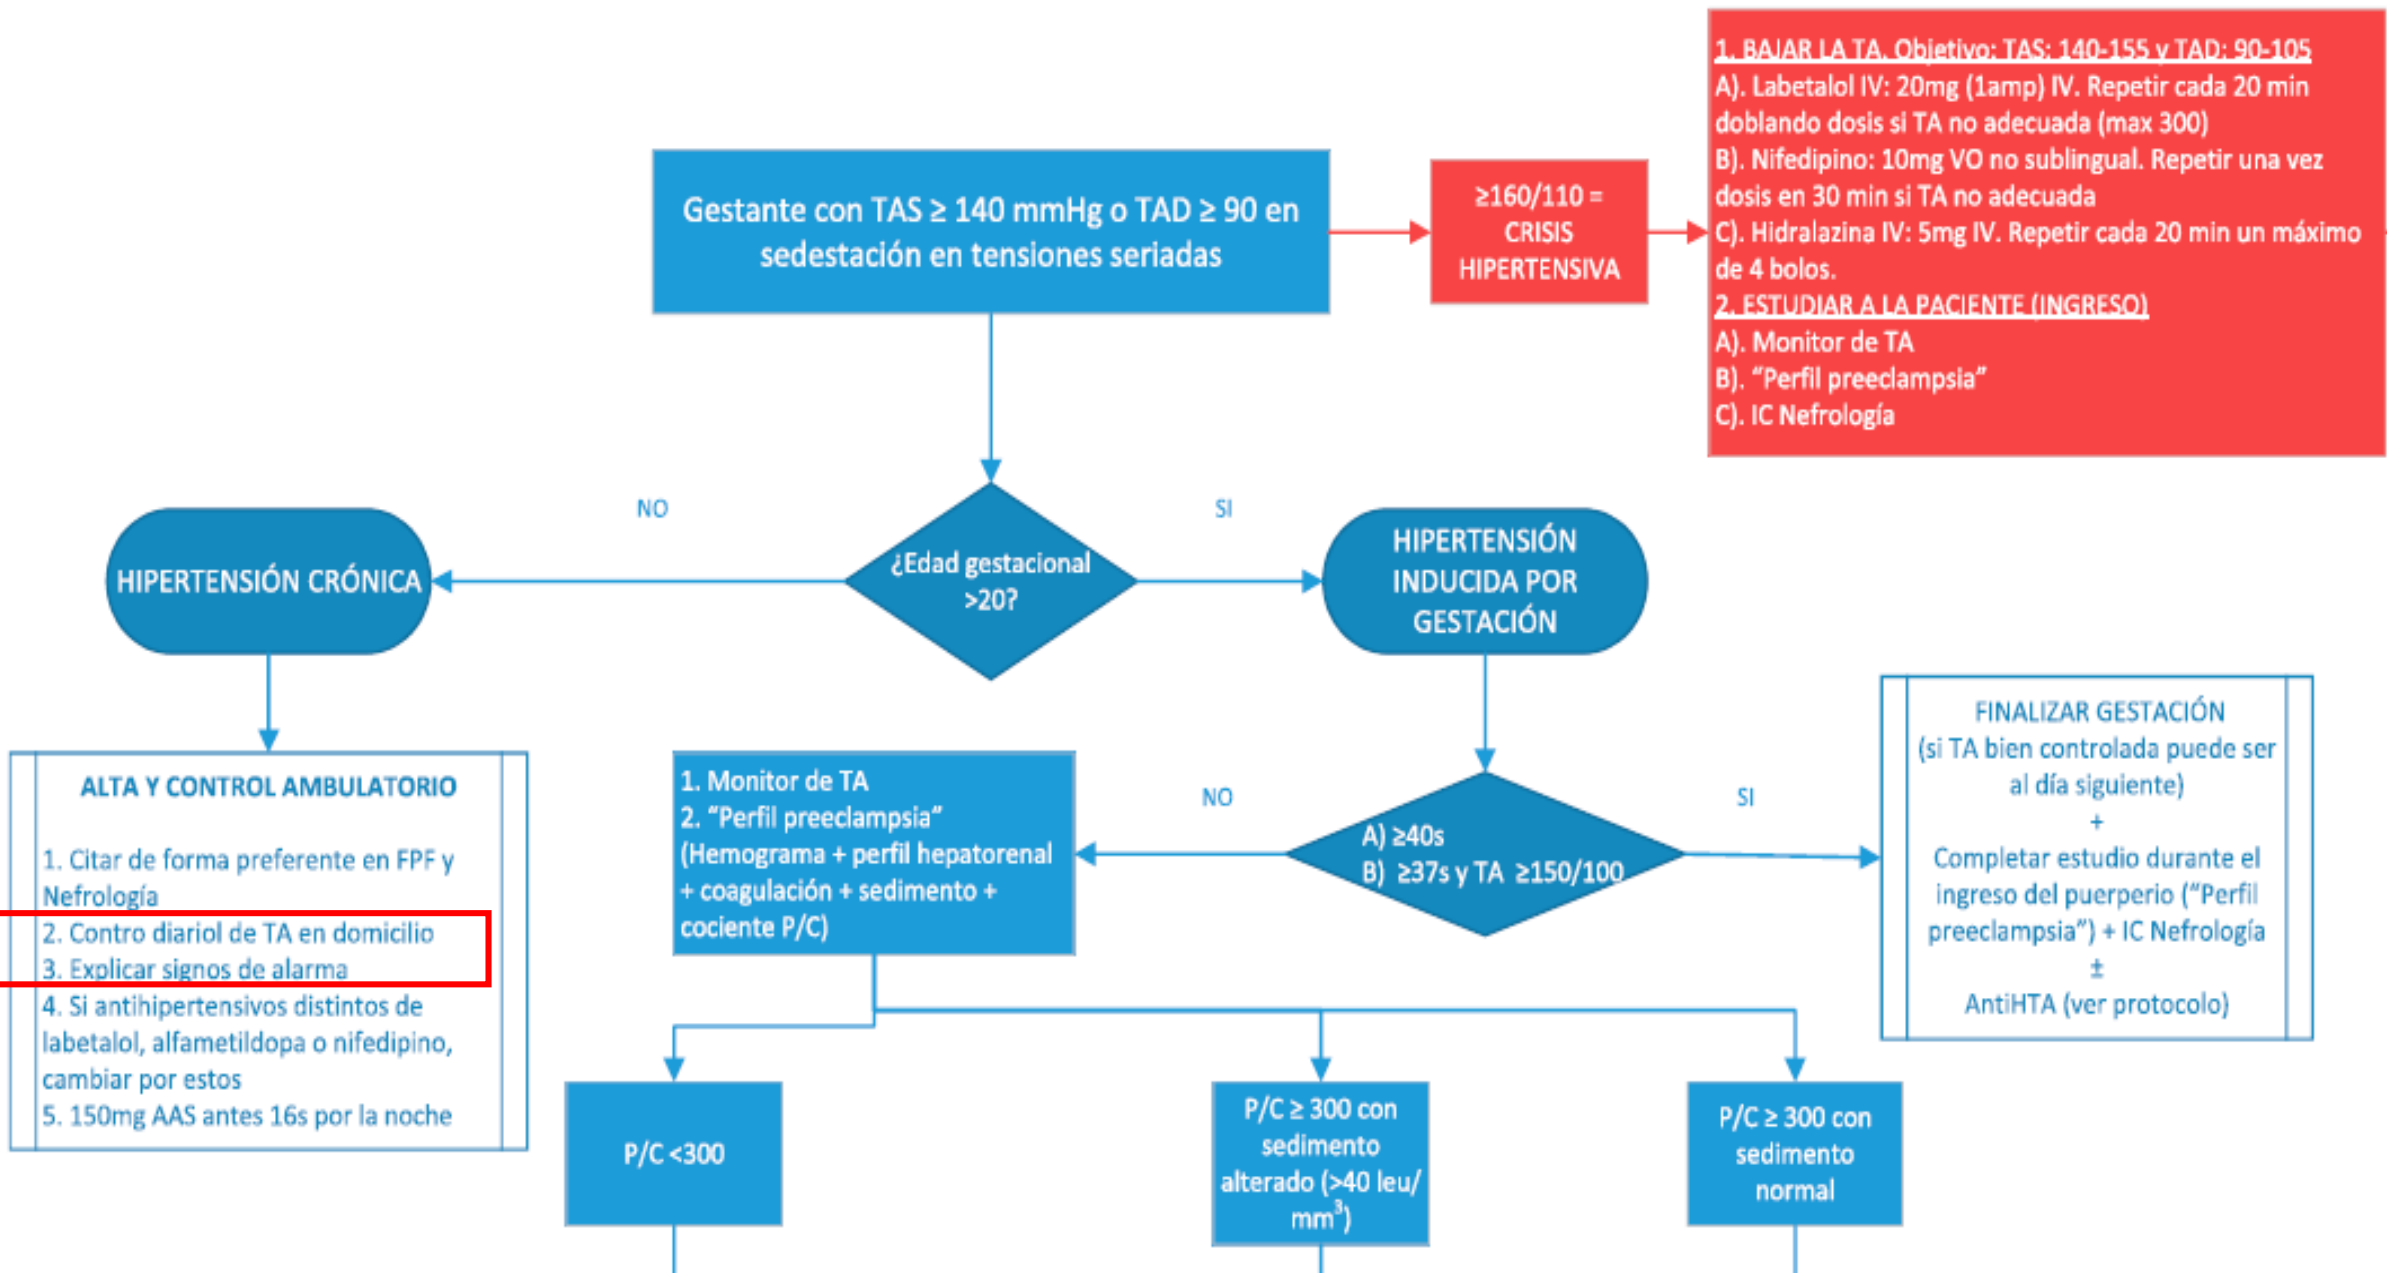 1. BAJAR LA TA. Objetivo: TAS: 140-155 y TAD: 90-105
A). Labetalol IV: 20mg (1amp) IV. Repetir cada 20 min
doblando dosis si TA no adecuada (max 300)
B). Nifedipino: 10mg VO no sublingual. Repetir una vez
dosis en 30 min si TA no adecuada
C). Hidralazina IV: 5mg IV. Repetir cada 20 min un máximo
de 4 bolos.
2. ESTUDIAR A LA PACIENTE (INGRESO)
A). Monitor de TA
B). “Perfil preeclampsia”
C). IC Nefrología
Gestante con TAS ≥ 140 mmHg o TAD ≥ 90 en
sedestación en tensiones seriadas
≥160/110 =
CRISIS
HIPERTENSIVA
NO
SI
¿Edad gestacional
>20?
HIPERTENSIÓN CRÓNICA
HIPERTENSIÓN
INDUCIDA POR
GESTACIÓN
ALTA Y CONTROL AMBULATORIO
1. Citar de forma preferente en FPF y
Nefrología
2. Contro diariol de TA en domicilio
3. Explicar signos de alarma
4. Si antihipertensivos distintos de
labetalol, alfametildopa o nifedipino,
cambiar por estos
5. 150mg AAS antes 16s por la noche
1. Monitor de TA
2. “Perfil preeclampsia”
(Hemograma + perfil hepatorenal
+ coagulación + sedimento +
cociente P/C)
NO
SI
A) ≥40s
B) ≥37s y TA ≥150/100
FINALIZAR GESTACIÓN
(si TA bien controlada puede ser
al día siguiente)
+
Completar estudio durante el
ingreso del puerperio (“Perfil
preeclampsia”) + IC Nefrología
±
AntiHTA (ver protocolo)
P/C <300
P/C ≥ 300 con
sedimento
alterado (>40 leu/
mm³)
P/C ≥ 300 con
sedimento
normal